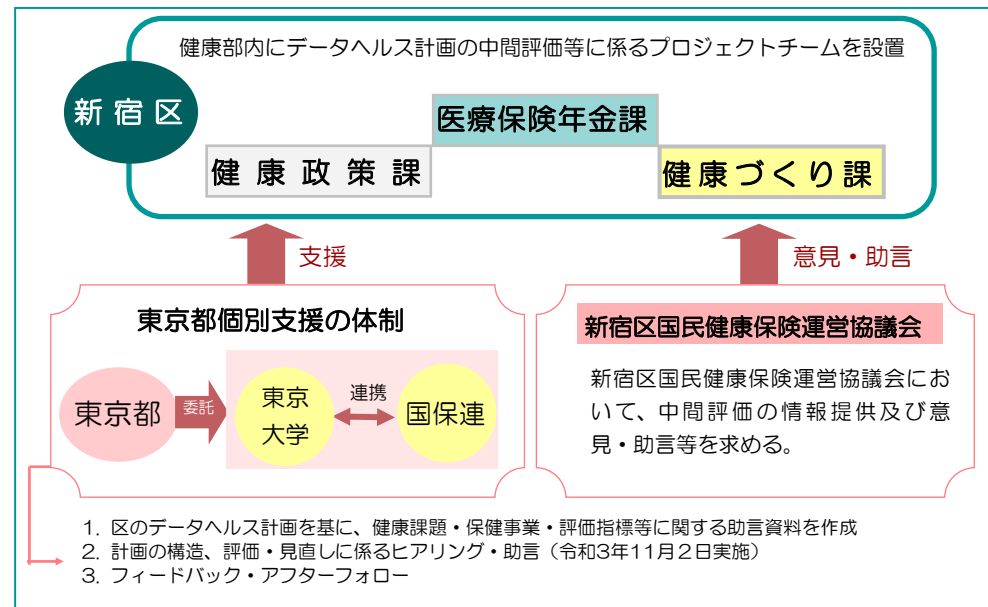 健康部内にデータヘルス計画の中間評価等に係るプロジェクトチームを設置
新宿区
医療保険年金課
健康政策課
健康づくり課
支援
意見・助言
東京都個別支援の体制
東京都
委託
東京
大学
連携
国保連
新宿区国民健康保険運営協議会
新宿区国民健康保険運営協議会にお
いて、中間評価の情報提供及び意
見・助言等を求める。
1. 区のデータヘルス計画を基に、健康課題・保健事業・評価指標等に関する助言資料を作成
2. 計画の構造、評価・見直しに係るヒアリング・助言（令和3年11月２日実施）
3. フィードバック・アフターフォロー